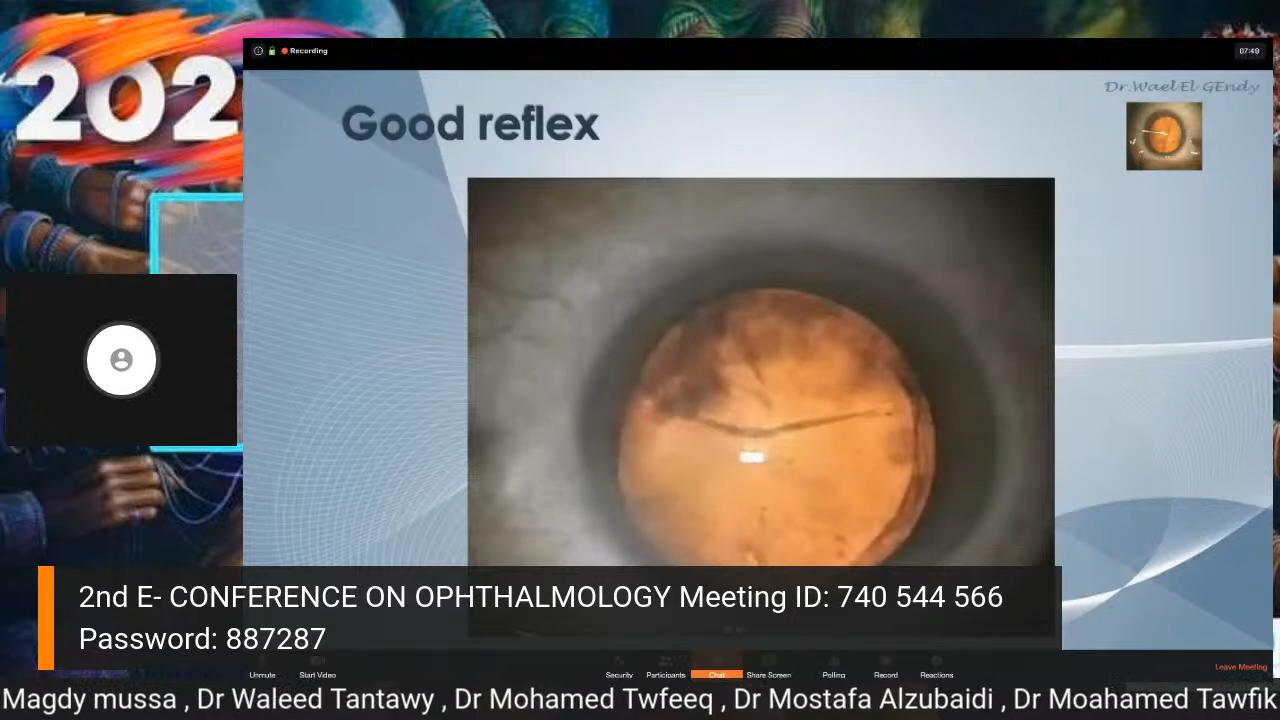 202
Recording
07:49
Dr.Wael El GEndy
Good reflex
2nd E- CONFERENCE ON OPHTHALMOLOGY Meeting ID: 740 544 566
Password: 887287
Unmute Start Video Security Participants Chat Share Screen Polling Record Reactions Leave Meeting
Magdy mussa , Dr Waleed Tantawy , Dr Mohamed Twfeeq , Dr Mostafa Alzubaidi , Dr Moahamed Tawfik